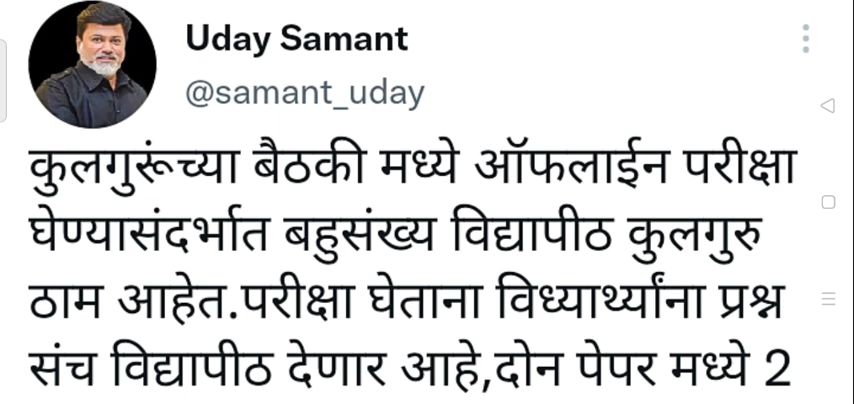 Uday Samant
@samant_uday
कुलगुरूंच्या बैठकी मध्ये ऑफलाईन परीक्षा
घेण्यासंदर्भात बहुसंख्य विद्यापीठ कुलगुरु
ठाम आहेत.परीक्षा घेताना विध्यार्थ्यांना प्रश्न
संच विद्यापीठ देणार आहे,दोन पेपर मध्ये 2